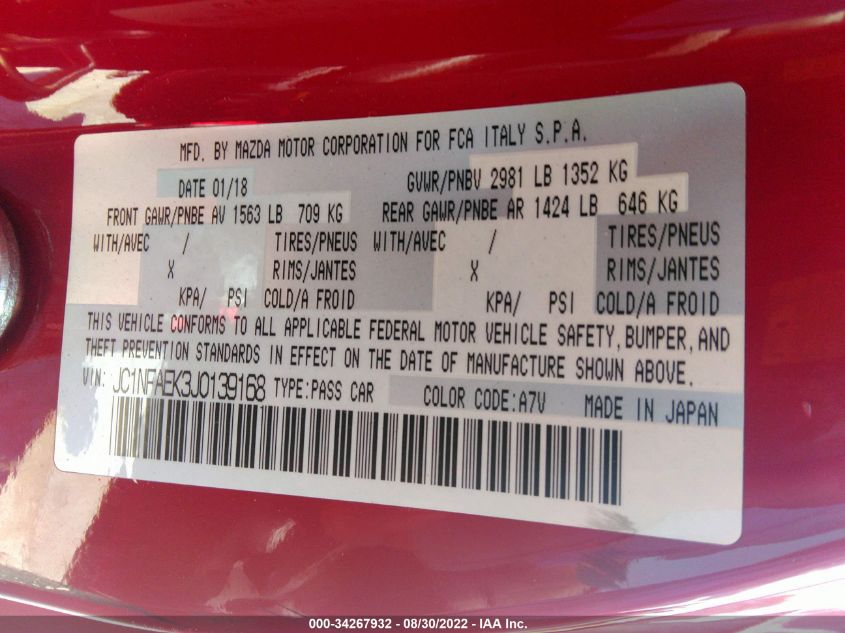 MFD. BY MAZDA MOTOR CORPORATION FOR FCA ITALY S.P.A.
DATE 01/18 GVWR/PNBV 2981 LB 1352 KG
FRONT GAWR/PNBE AV 1563 LB 709 KG REAR GAWR/PNBE AR 1424 LB 646 KG
WITH/AVEC / TIRES/PNEUS WITH/AVEC / TIRES/PNEUS
X RIMS/JANTES X RIMS/JANTES
KPA/ PSI COLD/A FROID KPA/ PSI COLD/A FROID
THIS VEHICLE CONFORMS TO ALL APPLICABLE FEDERAL MOTOR VEHICLE SAFETY, BUMPER, AND
THEFT PREVENTION STANDARDS IN EFFECT ON THE DATE OF MANUFACTURE SHOWN ABOVE.
VIN: JC1NFAEK3J0139168 TYPE:PASS CAR COLOR CODE:A7V MADE IN JAPAN
000-34267932 - 08/30/2022 - IAA Inc.